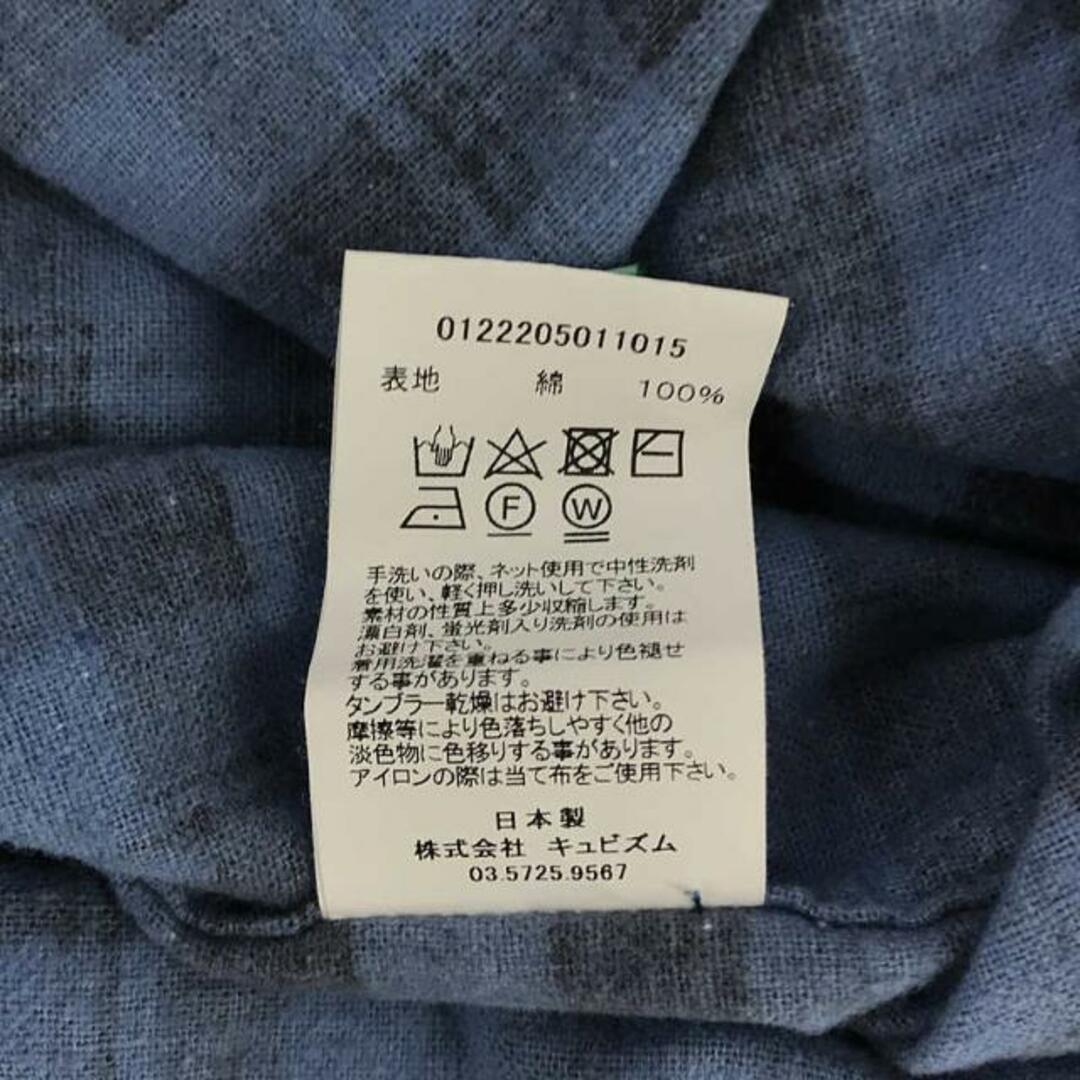 0122205011015
表地 綿 100%
F W
手洗いの際、ネット使用で中性洗剤
を使い、軽く押し洗いして下さい。
素材の性質上多少収縮します。
漂白剤、蛍光剤入り洗剤の使用は
お避け下さい。
着用洗濯を重ねる事により色褪せ
する事があります。
タンブラー乾燥はお避け下さい。
摩擦等により色落ちしやすく他の
淡色物に色移りする事があります。
アイロンの際は当て布をご使用下さい。
日本製
株式会社 キュビズム
03.5725.9567